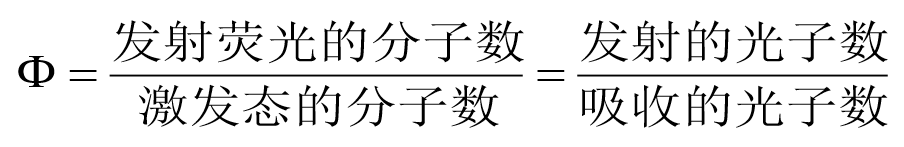 Φ = 发射荧光的分子数 / 激发态的分子数 = 发射的光子数 / 吸收的光子数